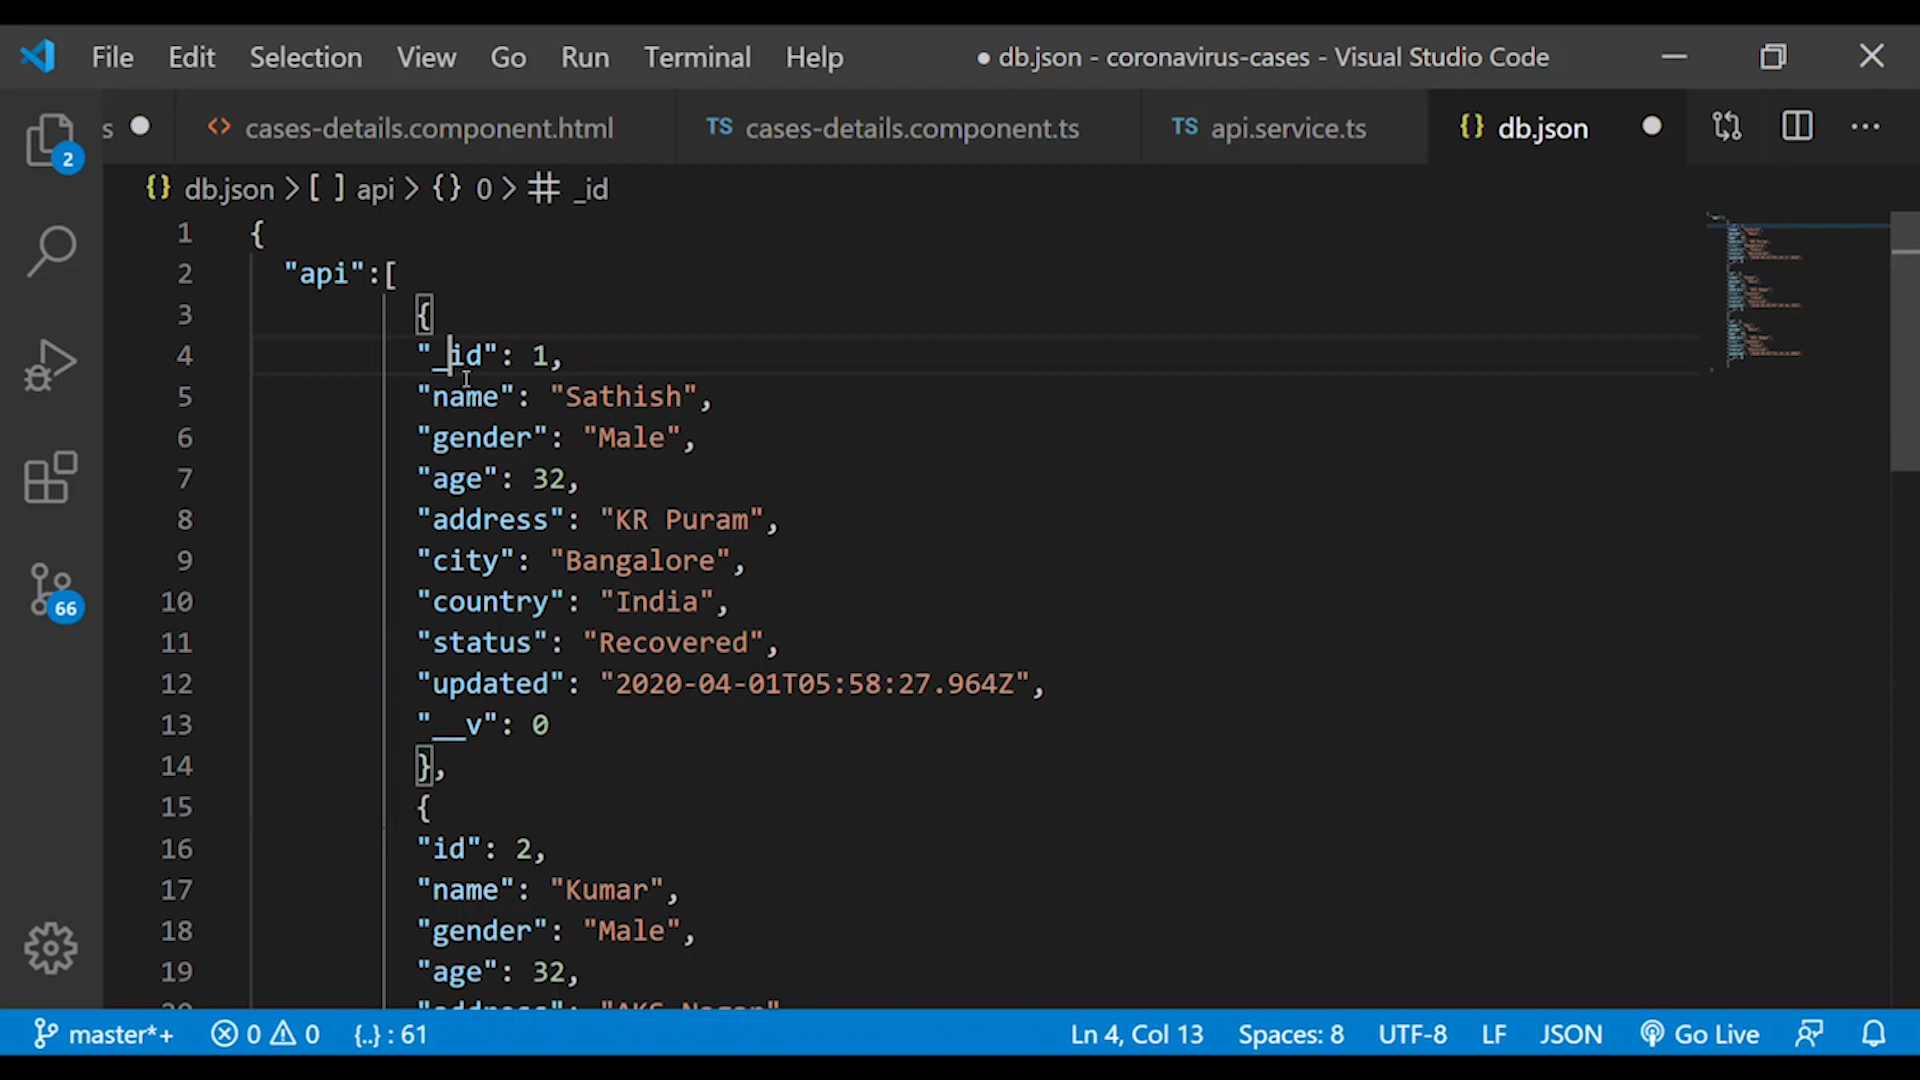 File Edit Selection View Go Run Terminal Help ● db.json - coronavirus-cases - Visual Studio Code
s cases-details.component.html TS cases-details.component.ts TS api.service.ts {} db.json
{} db.json > [ ] api > {} 0 > # _id
1 {
2 "api":[
3 {
4 "_id": 1,
5 "name": "Sathish",
6 "gender": "Male",
7 "age": 32,
8 "address": "KR Puram",
9 "city": "Bangalore",
10 "country": "India",
11 "status": "Recovered",
12 "updated": "2020-04-01T05:58:27.964Z",
13 "__v": 0
14 },
15 {
16 "id": 2,
17 "name": "Kumar",
18 "gender": "Male",
19 "age": 32,
2
66
master*+ 0 0 {..} : 61 Ln 4, Col 13 Spaces: 8 UTF-8 LF JSON Go Live